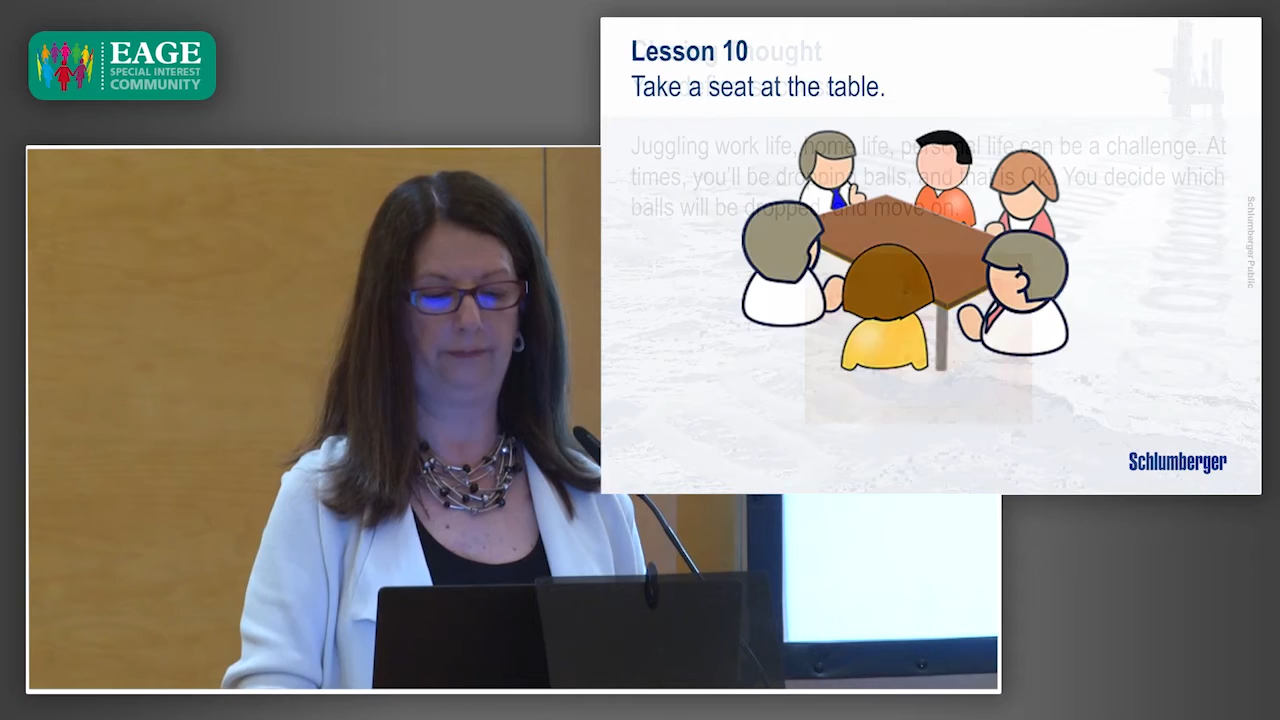 EAGE
SPECIAL INTEREST
COMMUNITY
Lesson 10
Take a seat at the table.
Juggling work life, home life, personal life can be a challenge. At
times, you'll be dropping balls, and that is OK. You decide which
balls will be dropped, and move on.
Schlumberger Public
Schlumberger